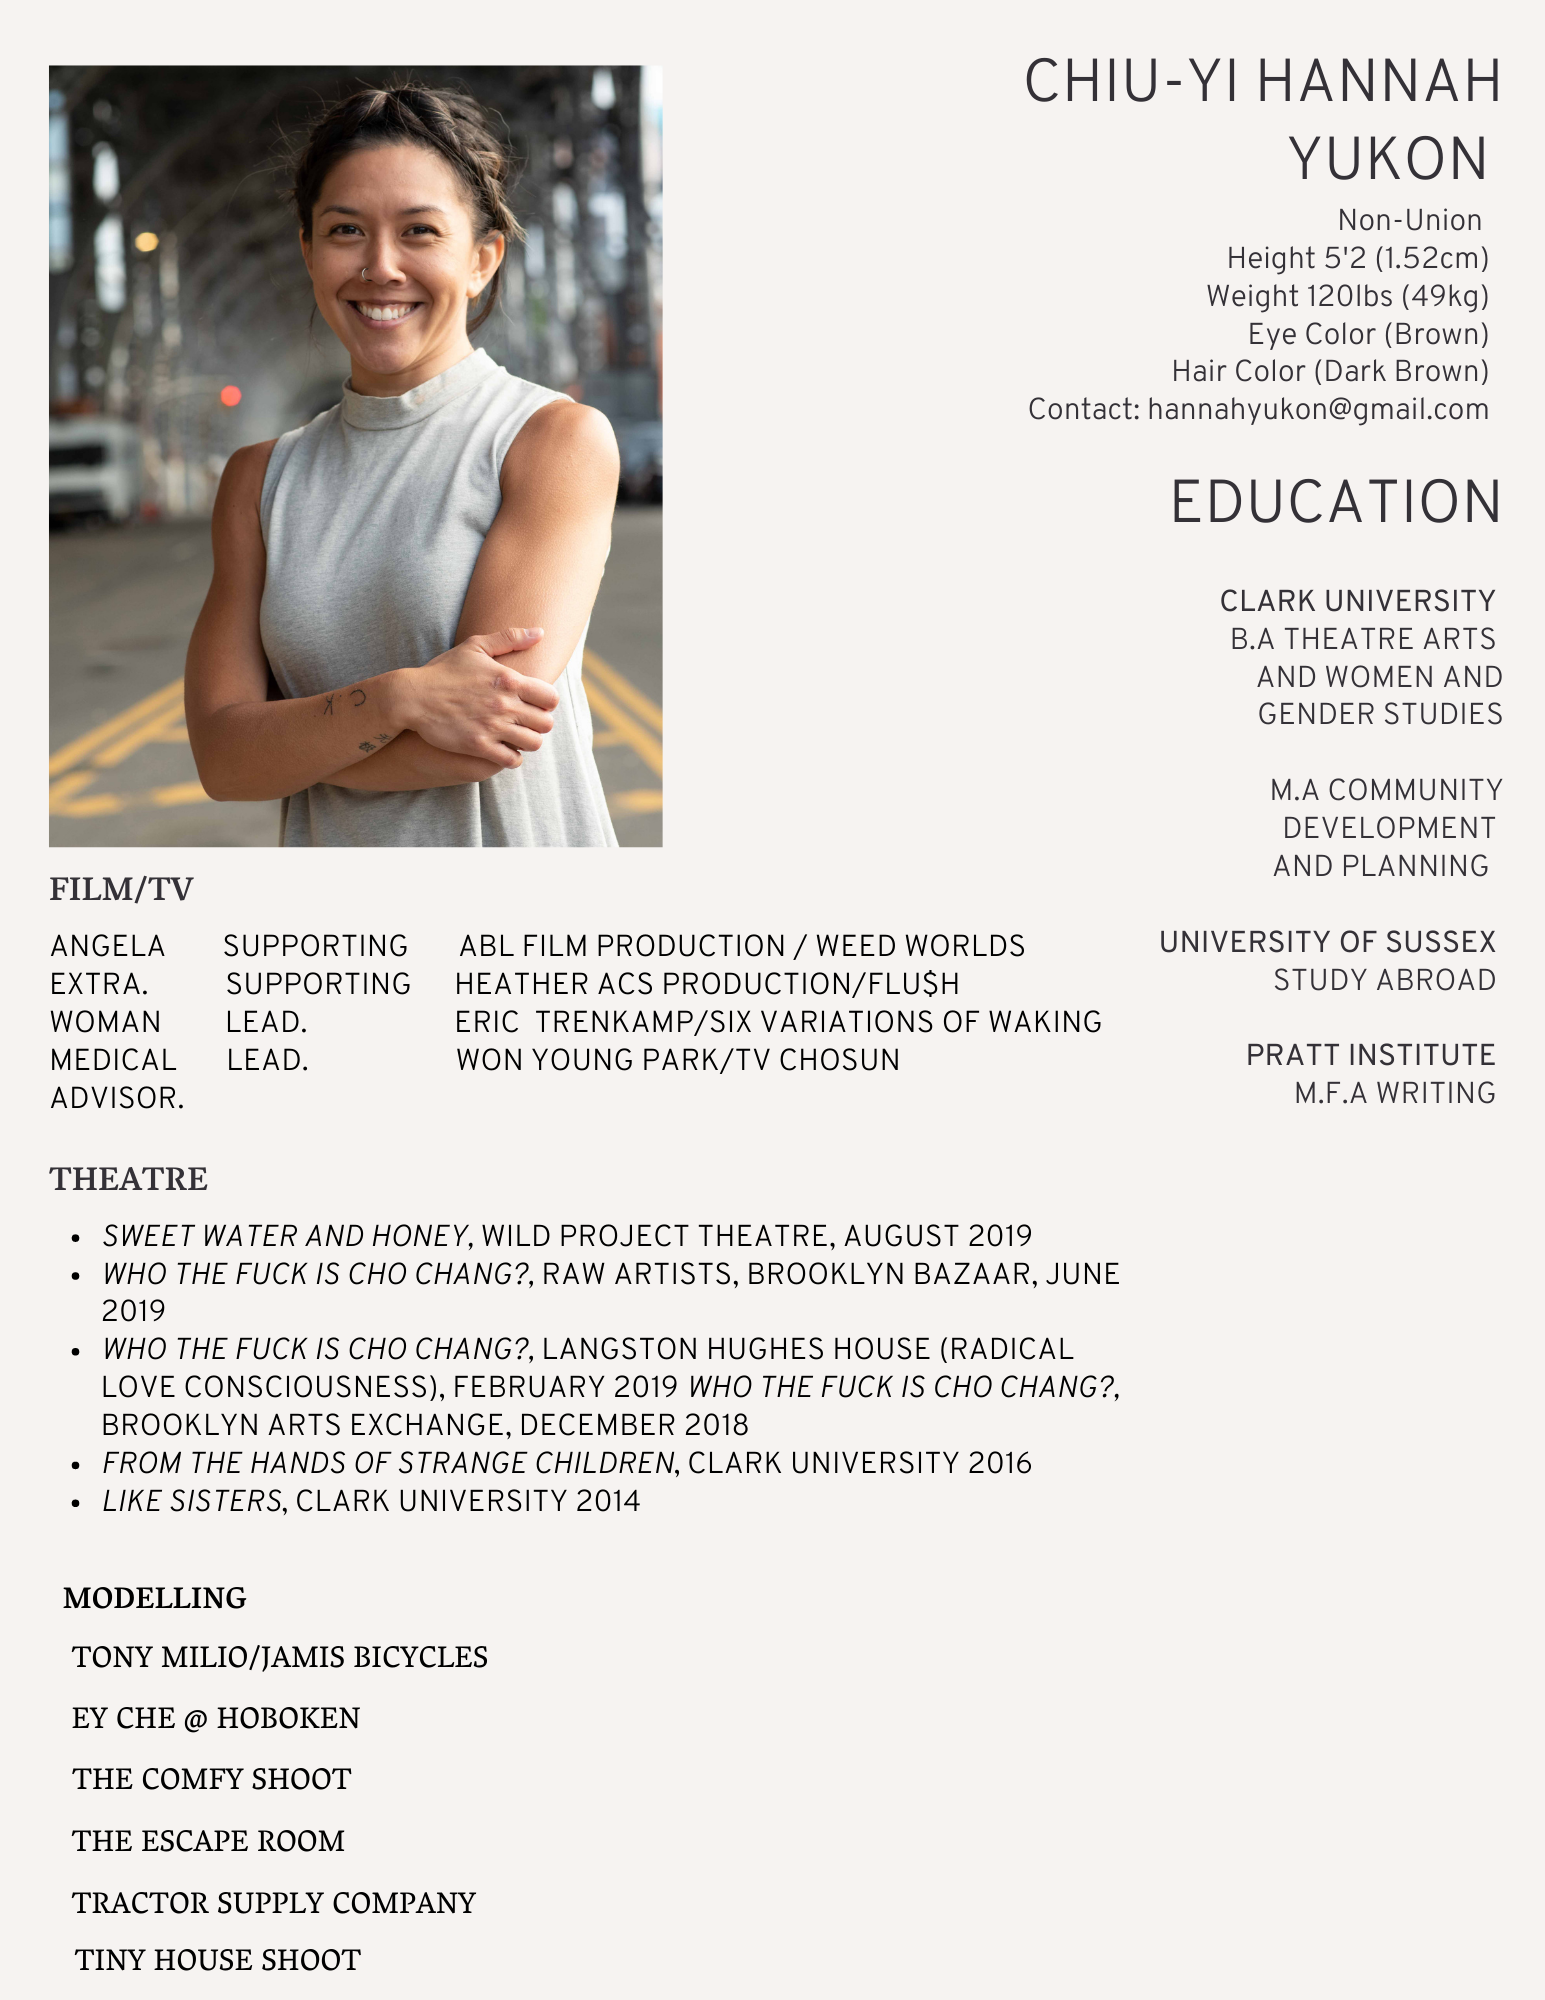 CHIU-YI HANNAH
YUKON
Non-Union
Height 5'2 (1.52cm)
Weight 120lbs (49kg)
Eye Color (Brown)
Hair Color (Dark Brown)
Contact: hannahyukon@gmail.com
EDUCATION
CLARK UNIVERSITY
B.A THEATRE ARTS
AND WOMEN AND
GENDER STUDIES
M.A COMMUNITY
DEVELOPMENT
AND PLANNING
UNIVERSITY OF SUSSEX
STUDY ABROAD
PRATT INSTITUTE
M.F.A WRITING
FILM/TV
ANGELA SUPPORTING ABL FILM PRODUCTION / WEED WORLDS
EXTRA. SUPPORTING HEATHER ACS PRODUCTION/FLU$H
WOMAN LEAD. ERIC TRENKAMP/SIX VARIATIONS OF WAKING
MEDICAL LEAD. WON YOUNG PARK/TV CHOSUN
ADVISOR.
THEATRE
• SWEET WATER AND HONEY, WILD PROJECT THEATRE, AUGUST 2019
• WHO THE FUCK IS CHO CHANG?, RAW ARTISTS, BROOKLYN BAZAAR, JUNE
2019
• WHO THE FUCK IS CHO CHANG?, LANGSTON HUGHES HOUSE (RADICAL
LOVE CONSCIOUSNESS), FEBRUARY 2019 WHO THE FUCK IS CHO CHANG?,
BROOKLYN ARTS EXCHANGE, DECEMBER 2018
• FROM THE HANDS OF STRANGE CHILDREN, CLARK UNIVERSITY 2016
• LIKE SISTERS, CLARK UNIVERSITY 2014
MODELLING
TONY MILIO/JAMIS BICYCLES
EY CHE @ HOBOKEN
THE COMFY SHOOT
THE ESCAPE ROOM
TRACTOR SUPPLY COMPANY
TINY HOUSE SHOOT